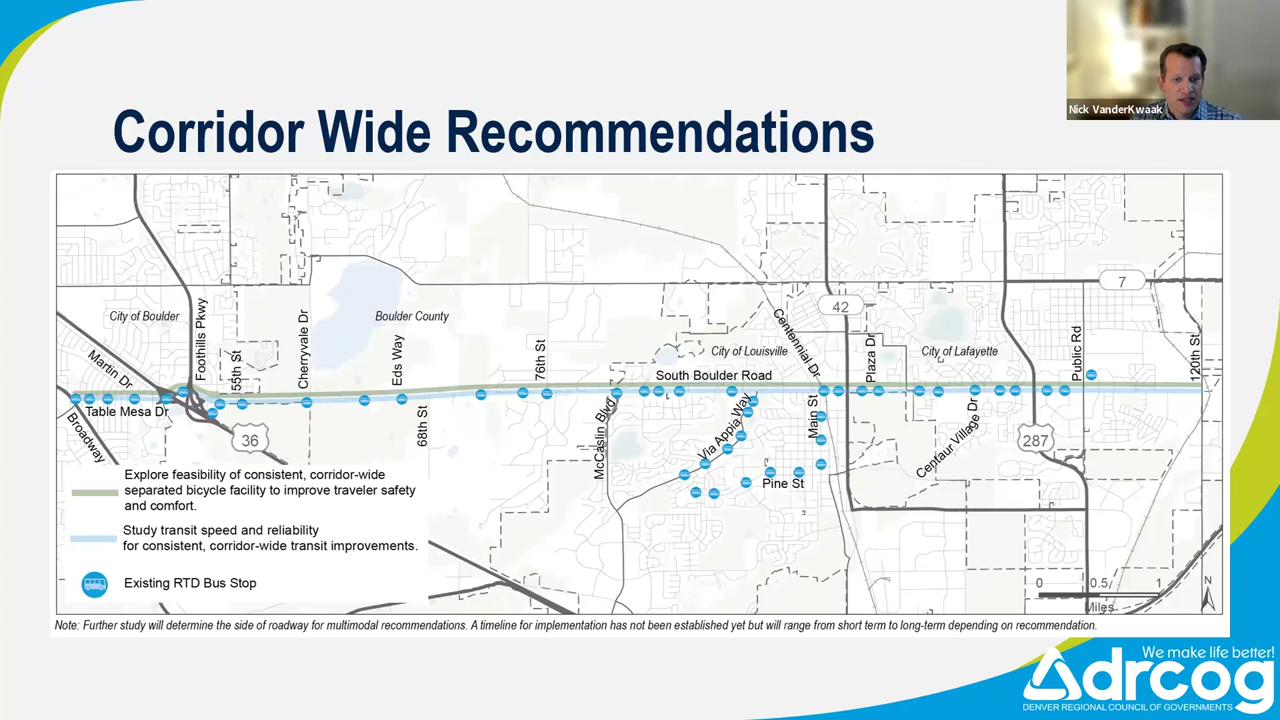 Nick VanderKwaak
Corridor Wide Recommendations
7
42
City of Boulder
Boulder County
Foothills Pkwy
55th St
Cherryvale Dr
Eds Way
76th St
Centennial Dr
City of Louisville
Plaza Dr
City of Lafayette
Public Rd
120th St
Martin Dr
South Boulder Road
Table Mesa Dr
Broadway
36
68th St
McCaslin Blvd
Via Appia Way
Main St
Centaur Village Dr
287
Pine St
Explore feasibility of consistent, corridor-wide
separated bicycle facility to improve traveler safety
and comfort.
Study transit speed and reliability
for consistent, corridor-wide transit improvements.
Existing RTD Bus Stop
0 0.5 1
Miles
N
Note: Further study will determine the side of roadway for multimodal recommendations. A timeline for implementation has not been established yet but will range from short term to long-term depending on recommendation.
We make life better!
drcog
DENVER REGIONAL COUNCIL OF GOVERNMENTS